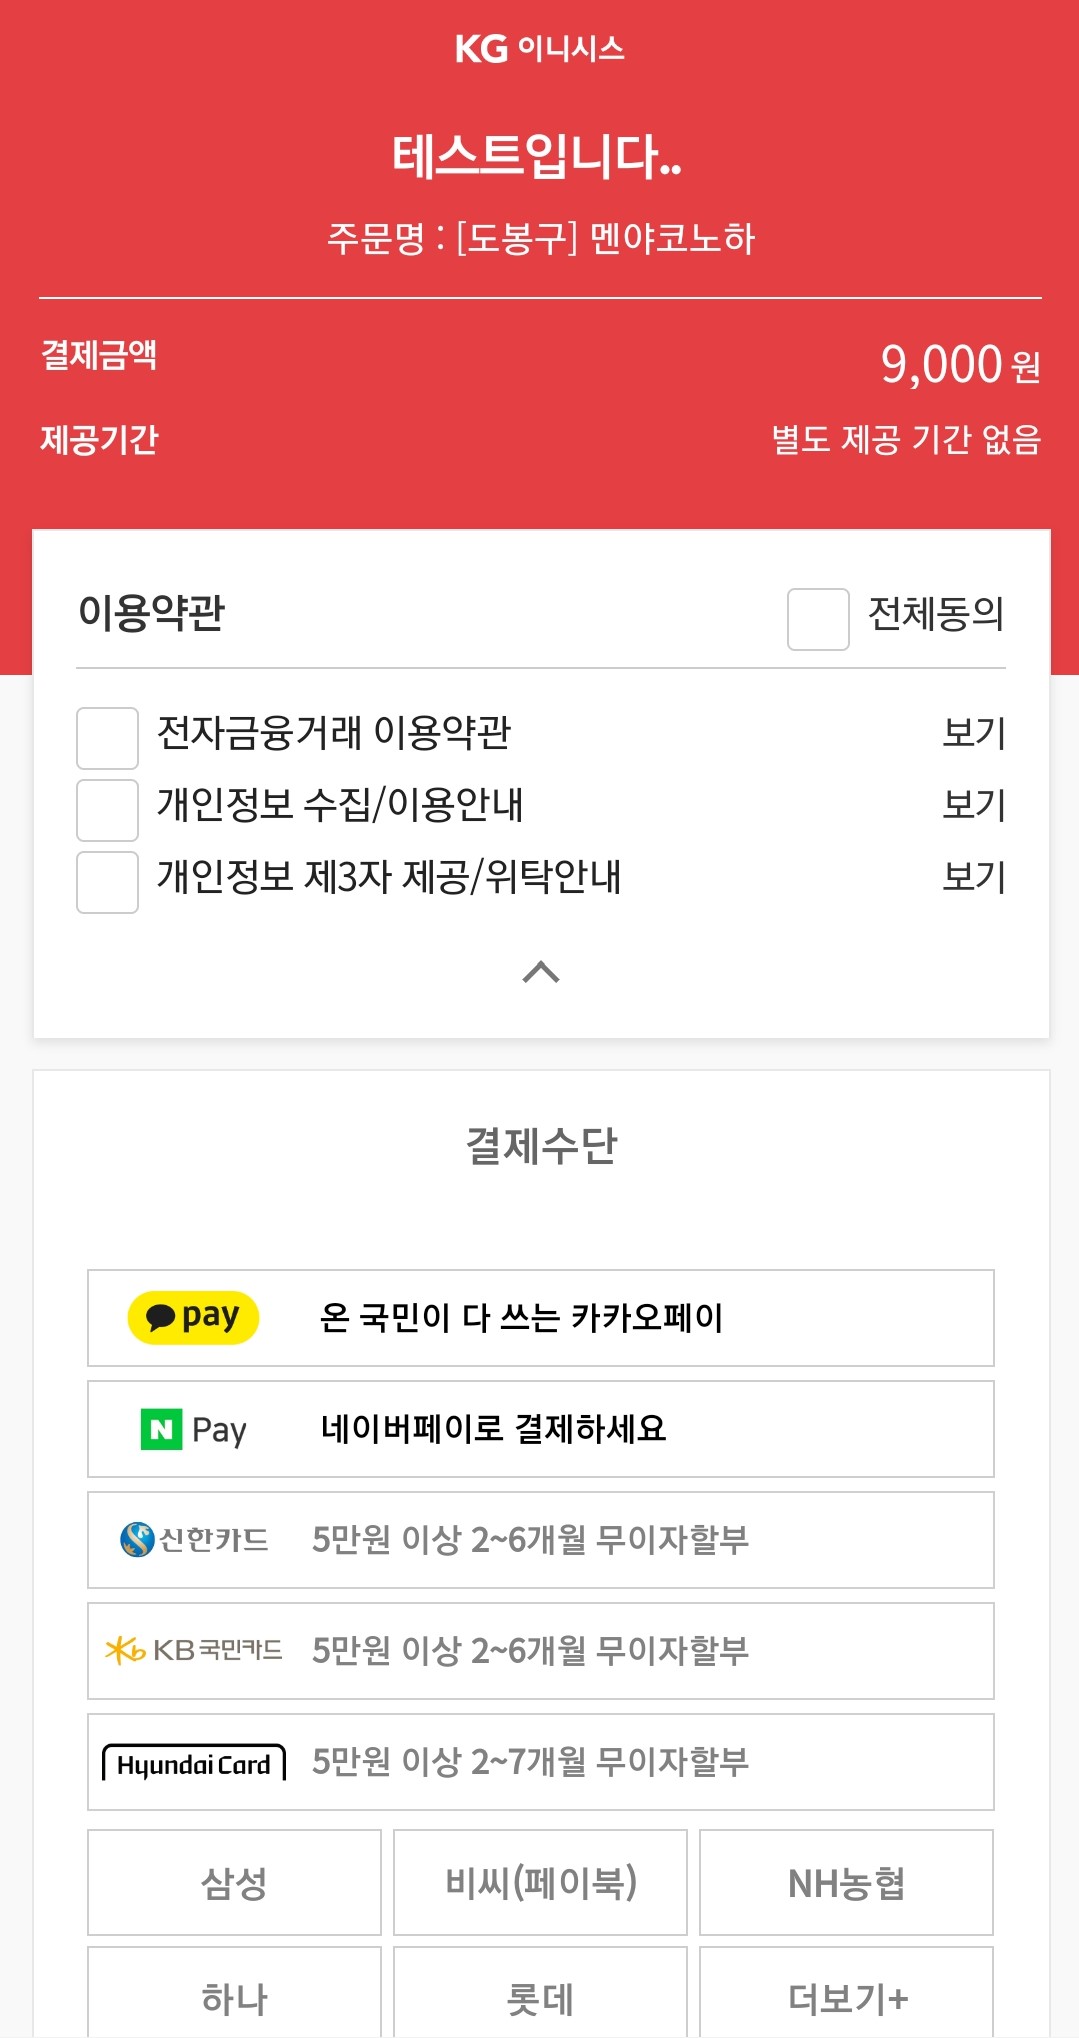 KG 이니시스
테스트입니다..
주문명 : [도봉구] 멘야코노하
결제금액 9,000 원
제공기간 별도 제공 기간 없음
이용약관 전체동의
전자금융거래 이용약관 보기
개인정보 수집/이용안내 보기
개인정보 제3자 제공/위탁안내 보기
결제수단
pay 온 국민이 다 쓰는 카카오페이
N Pay 네이버페이로 결제하세요
신한카드 5만원 이상 2~6개월 무이자할부
KB국민카드 5만원 이상 2~6개월 무이자할부
Hyundai Card 5만원 이상 2~7개월 무이자할부
삼성 비씨(페이북) NH농협
하나 롯데 더보기+